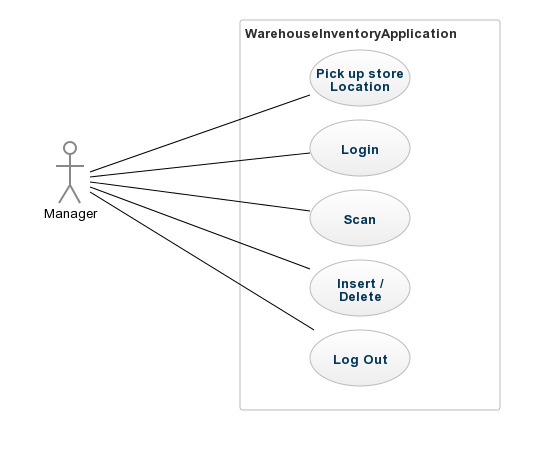 WarehouseInventoryApplication
Pick up store
Location
Login
Scan
Manager
Insert /
Delete
Log Out